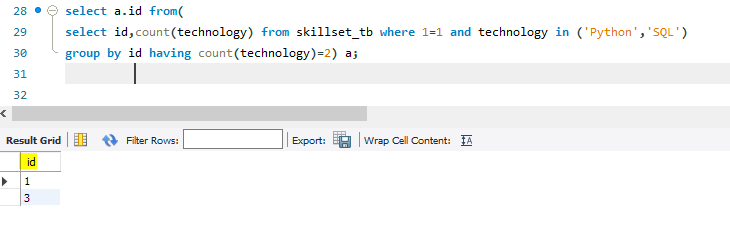 28 select a.id from(
29 select id,count(technology) from skillset_tb where 1=1 and technology in ('Python','SQL')
30 group by id having count(technology)=2) a;
31
32
Result Grid Filter Rows: Export: Wrap Cell Content: IA
id
1
3